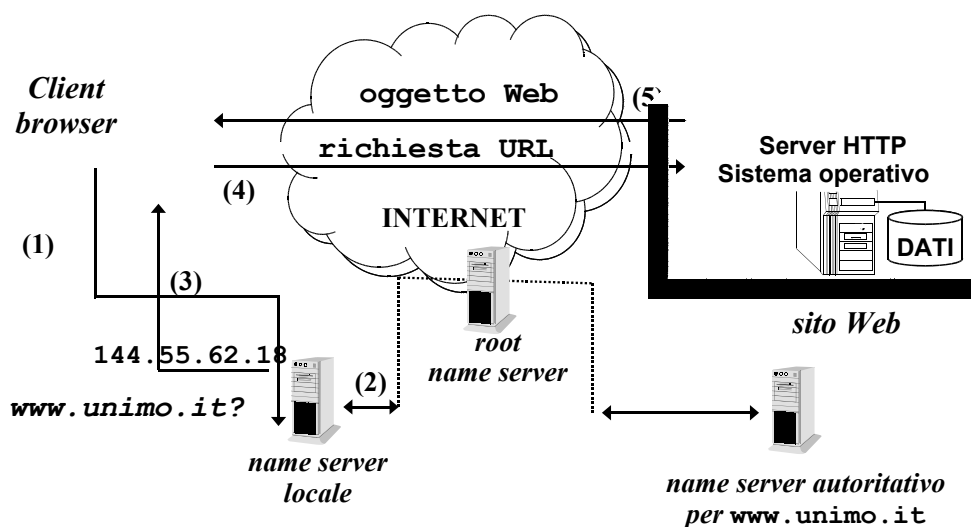 Client
browser
oggetto Web
(5)
richiesta URL
(4)
Server HTTP
Sistema operativo
DATI
INTERNET
(1)
(3)
sito Web
root
name server
144.55.62.18
(2)
www.unimo.it?
name server
locale
name server autoritativo
per www.unimo.it